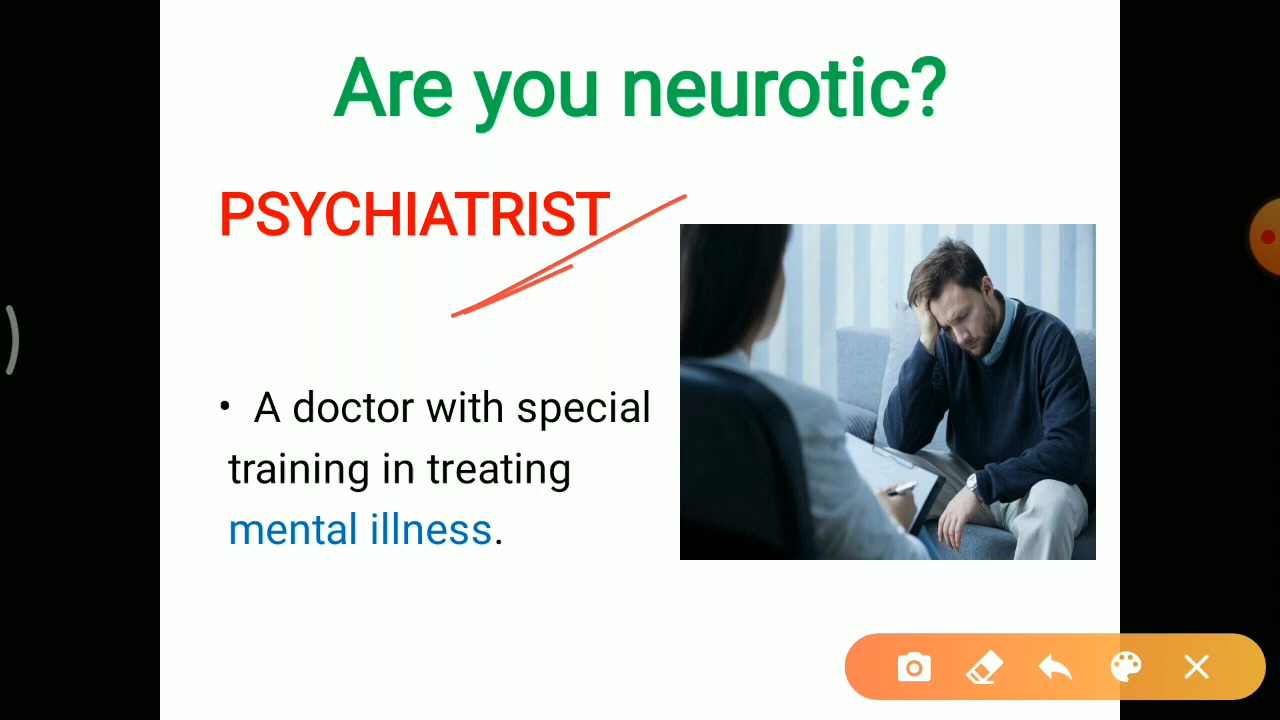 Are you neurotic?
PSYCHIATRIST
• A doctor with special
training in treating
mental illness.